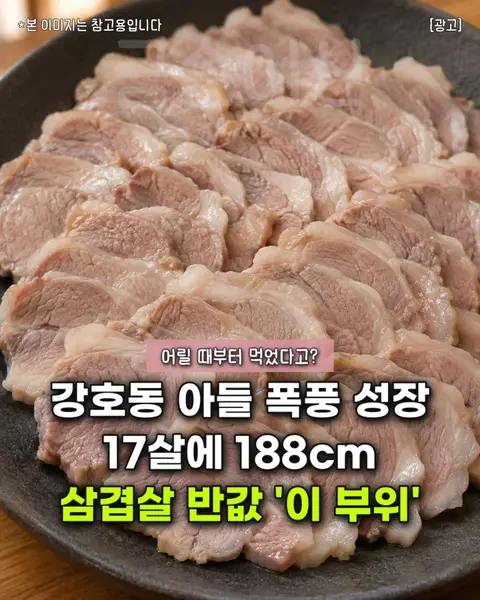 *본 이미지는 참고용입니다
[광고]
어릴 때부터 먹었다고?
강호동 아들 폭풍 성장
17살에 188cm
삼겹살 반값 '이 부위'